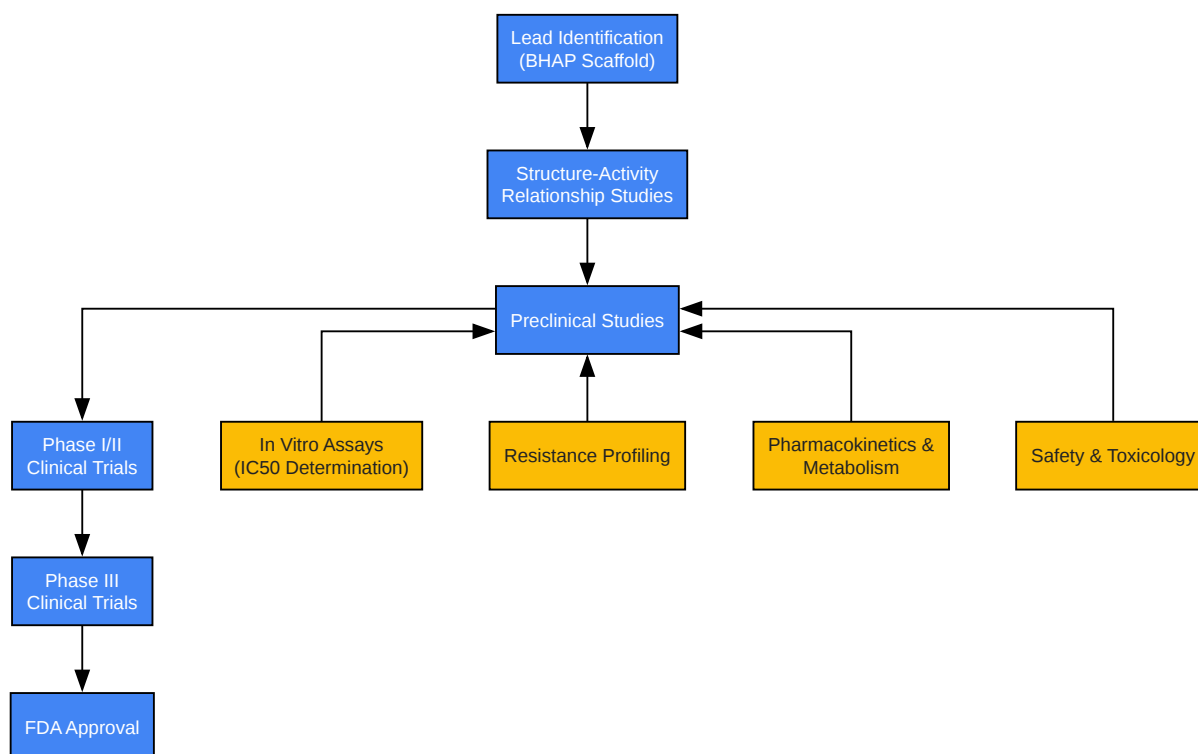 Lead Identification
(BHAP Scaffold)
Structure-Activity
Relationship Studies
Preclinical Studies
Phase I/II
Clinical Trials
In Vitro Assays
(IC50 Determination)
Resistance Profiling
Pharmacokinetics &
Metabolism
Safety & Toxicology
Phase III
Clinical Trials
FDA Approval